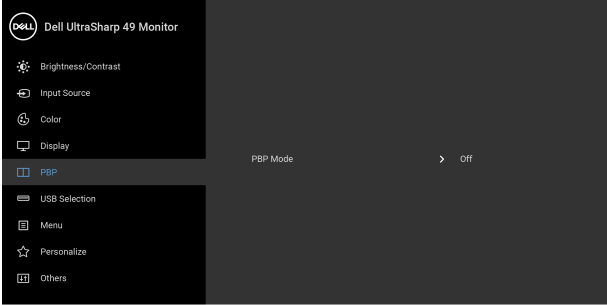 DELL
Dell UltraSharp 49 Monitor
Brightness/Contrast
Input Source
Color
Display
PBP
PBP Mode
Off
USB Selection
Menu
Personalize
Others